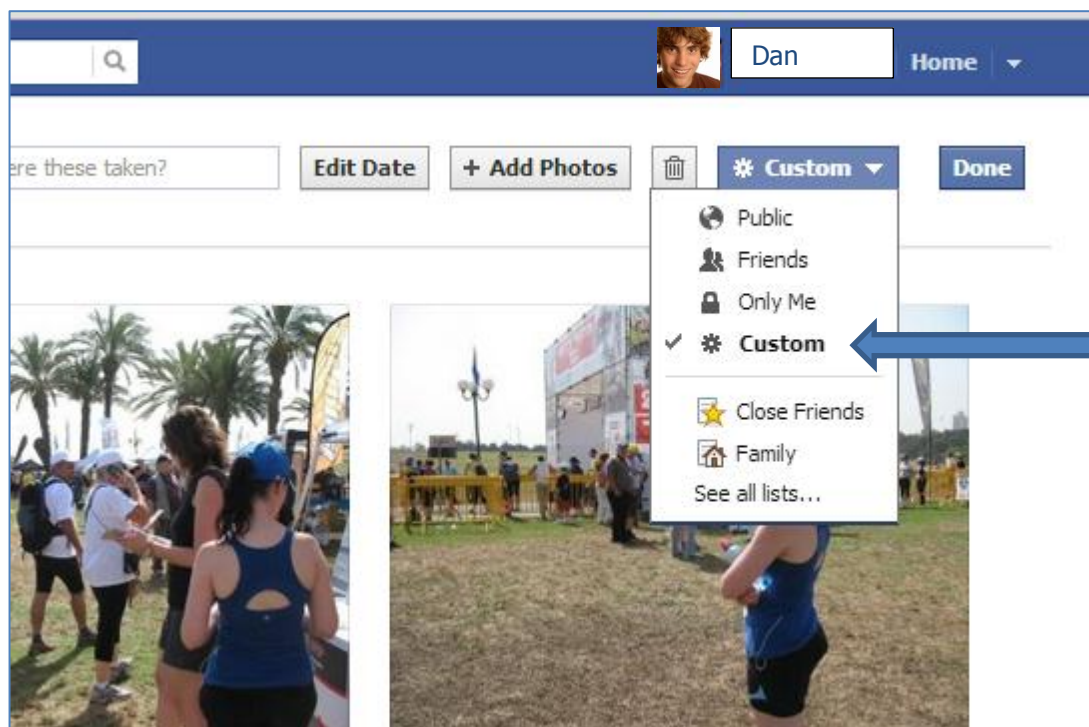 Dan
Home
ere these taken?
Edit Date
+ Add Photos
Custom
Done
Public
Friends
Only Me
Custom
Close Friends
Family
See all lists...